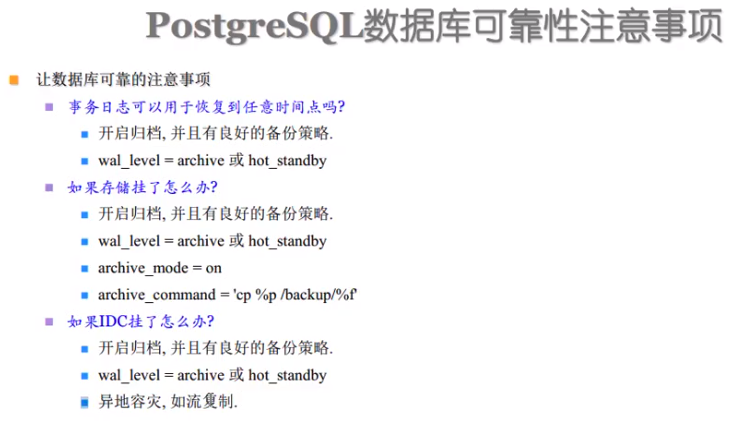 PostgreSQL数据库可靠性注意事项
让数据库可靠的注意事项
事务日志可以用于恢复到任意时间点吗?
开启归档, 并且有良好的备份策略.
wal_level = archive 或 hot_standby
如果存储挂了怎么办?
开启归档, 并且有良好的备份策略.
wal_level = archive 或 hot_standby
archive_mode = on
archive_command = 'cp %p /backup/%f'
如果IDC挂了怎么办?
开启归档, 并且有良好的备份策略.
wal_level = archive 或 hot_standby
异地容灾, 如流复制.